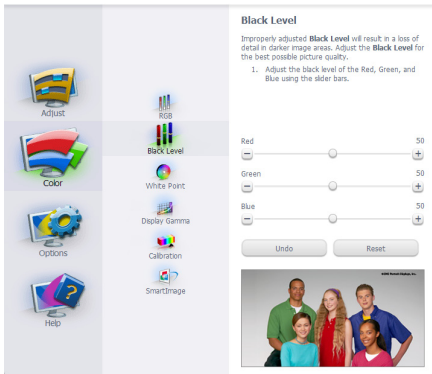 Black Level
Improperly adjusted Black Level will result in a loss of
detail in darker image areas. Adjust the Black Level for
the best possible picture quality.
1. Adjust the black level of the Red, Green, and
Blue using the slider bars.
Adjust
Color
Options
Help
RGB
Black Level
White Point
Display Gamma
Calibration
SmartImage
Red 50
Green 50
Blue 50
Undo Reset